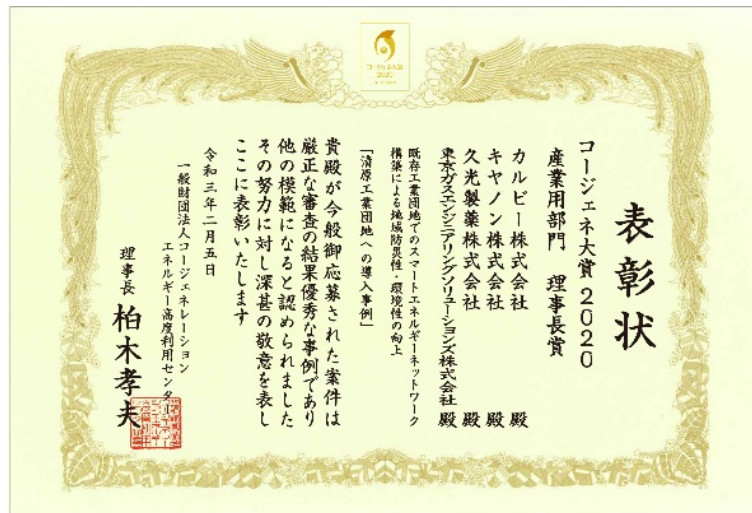 コージェネ大賞
2020
表彰状
コージェネ大賞2020
産業用部門 理事長賞
カルビー株式会社 殿
キヤノン株式会社 殿
久光製薬株式会社 殿
東京ガスエンジニアリングソリューションズ株式会社 殿
既存工業団地でのスマートエネルギーネットワーク
構築による地域防災性・環境性の向上
「清原工業団地への導入事例」
貴殿が今般御応募された案件は
厳正な審査の結果優秀な事例であり
他の模範になると認められました
その努力に対し深甚の敬意を表し
ここに表彰いたします
令和三年二月五日
一般財団法人コージェネレーション
エネルギー高度利用センター
理事長 柏木孝夫